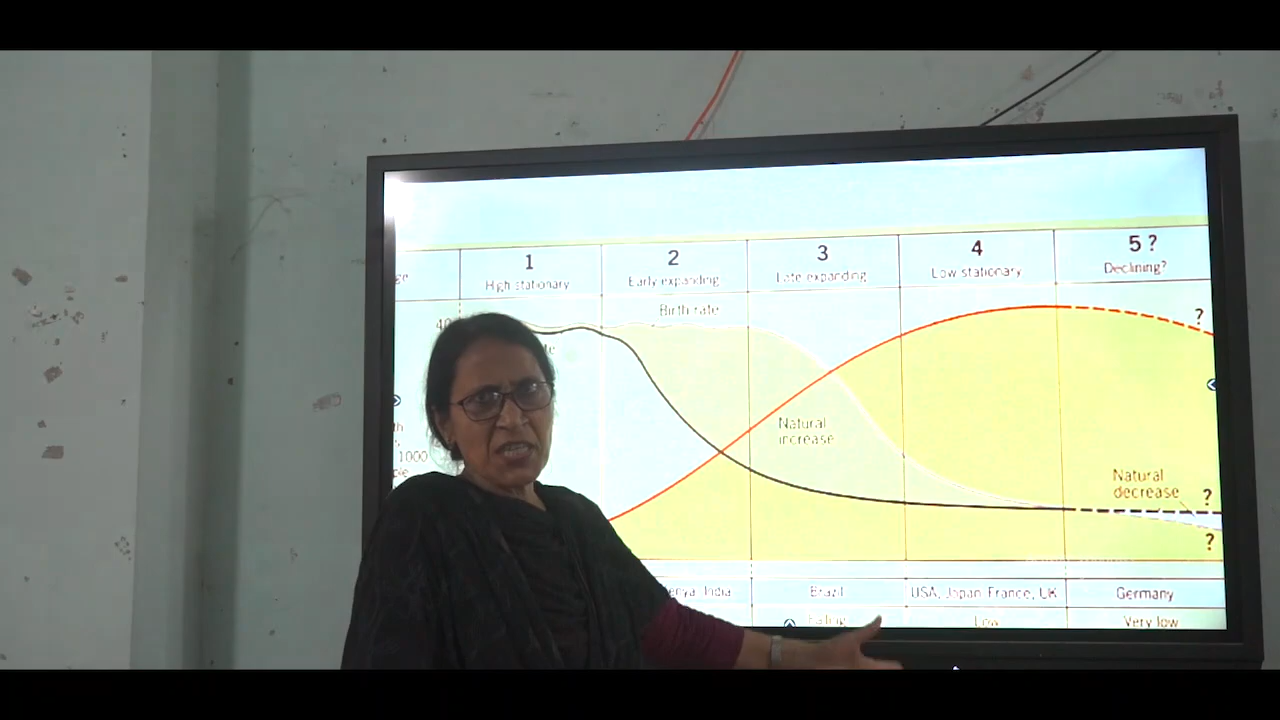 1
High stationary
2
Early expanding
3
Late expanding
4
Low stationary
5 ?
Declining?
40
Birth rate
?
Natural
increase
1000
Natural
decrease
?
?
India
Brazil
USA, Japan, France, UK
Germany
Falling
Low
Very low